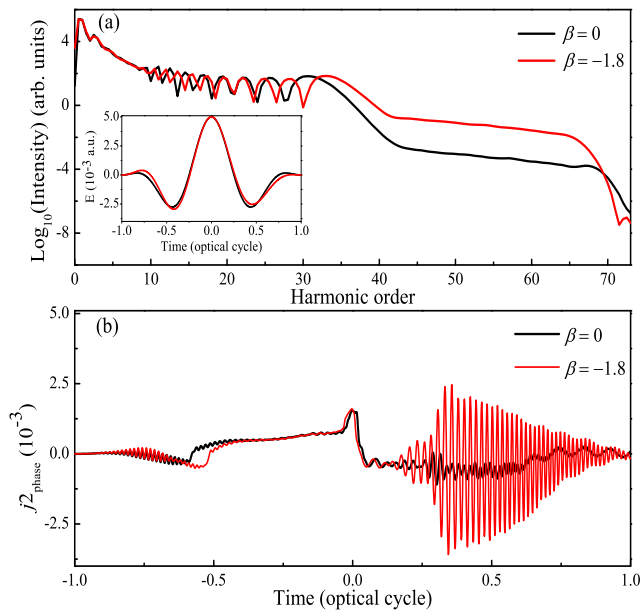 (a)
β = 0
β = −1.8
Log10(Intensity) (arb. units)
4
0
-4
-8
E (10-3 a.u.)
5.0
2.5
0.0
-2.5
-1.0 -0.5 0.0 0.5 1.0
Time (optical cycle)
0 10 20 30 40 50 60 70
Harmonic order
(b)
β = 0
β = −1.8
j2phase (10-3)
5.0
2.5
0.0
-2.5
-1.0 -0.5 0.0 0.5 1.0
Time (optical cycle)